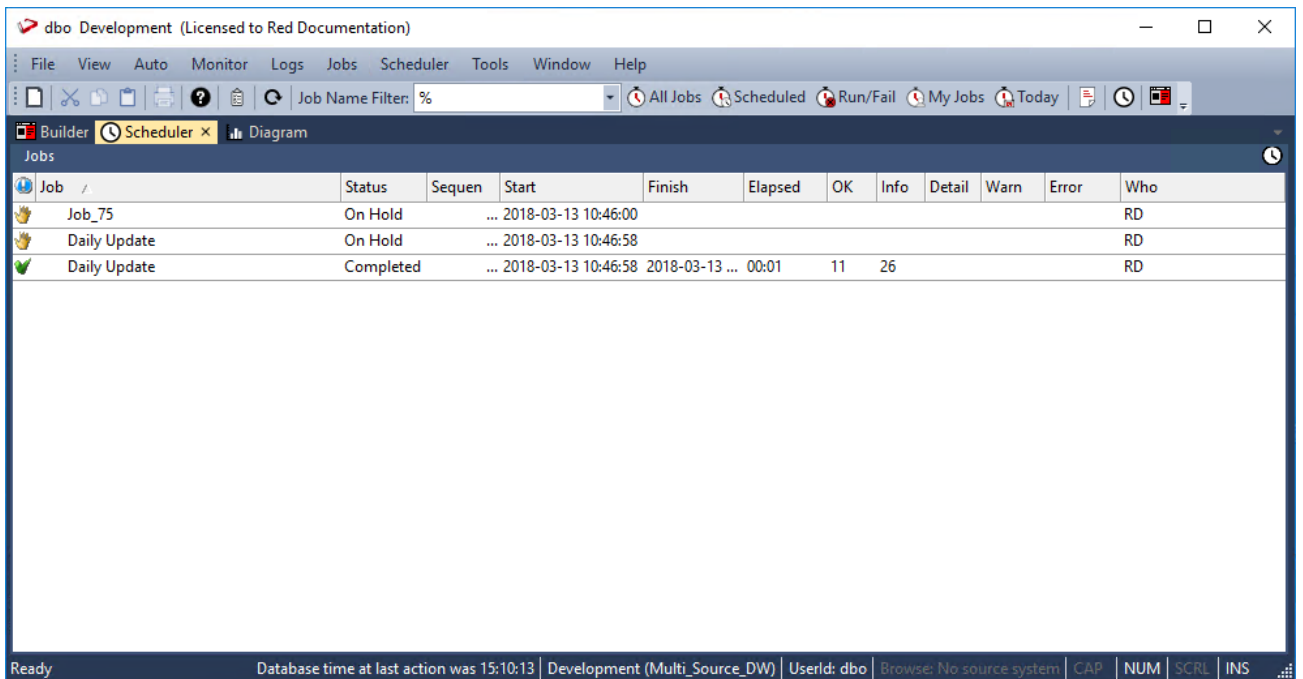 dbo Development (Licensed to Red Documentation)
File View Auto Monitor Logs Jobs Scheduler Tools Window Help
Job Name Filter: % All Jobs Scheduled Run/Fail My Jobs Today
Builder Scheduler × Diagram
Jobs
Job Status Sequen Start Finish Elapsed OK Info Detail Warn Error Who
Job_75 On Hold ... 2018-03-13 10:46:00 RD
Daily Update On Hold ... 2018-03-13 10:46:58 RD
Daily Update Completed ... 2018-03-13 10:46:58 2018-03-13 ... 00:01 11 26 RD
Ready Database time at last action was 15:10:13 Development (Multi_Source_DW) UserId: dbo Browse: No source system CAP NUM SCRL INS